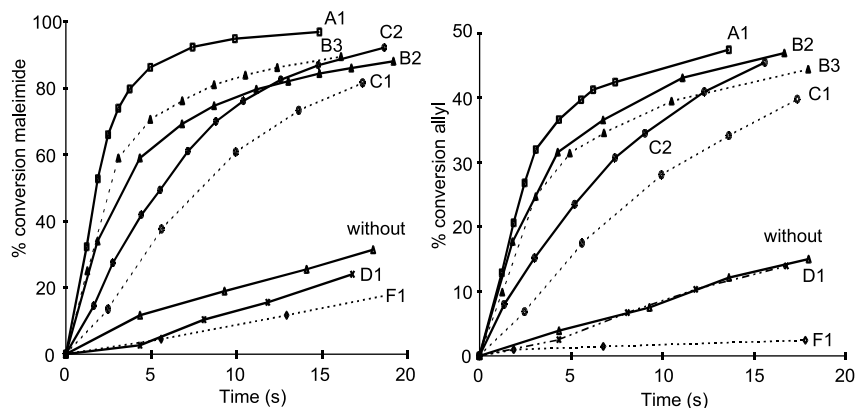 % conversion maleimide
100
80
60
40
20
0
A1
C2
B3
B2
C1
without
D1
F1
0
5
10
15
20
Time (s)
% conversion allyl
50
40
30
20
10
0
A1
B2
B3
C1
C2
without
D1
F1
0
5
10
15
20
Time (s)